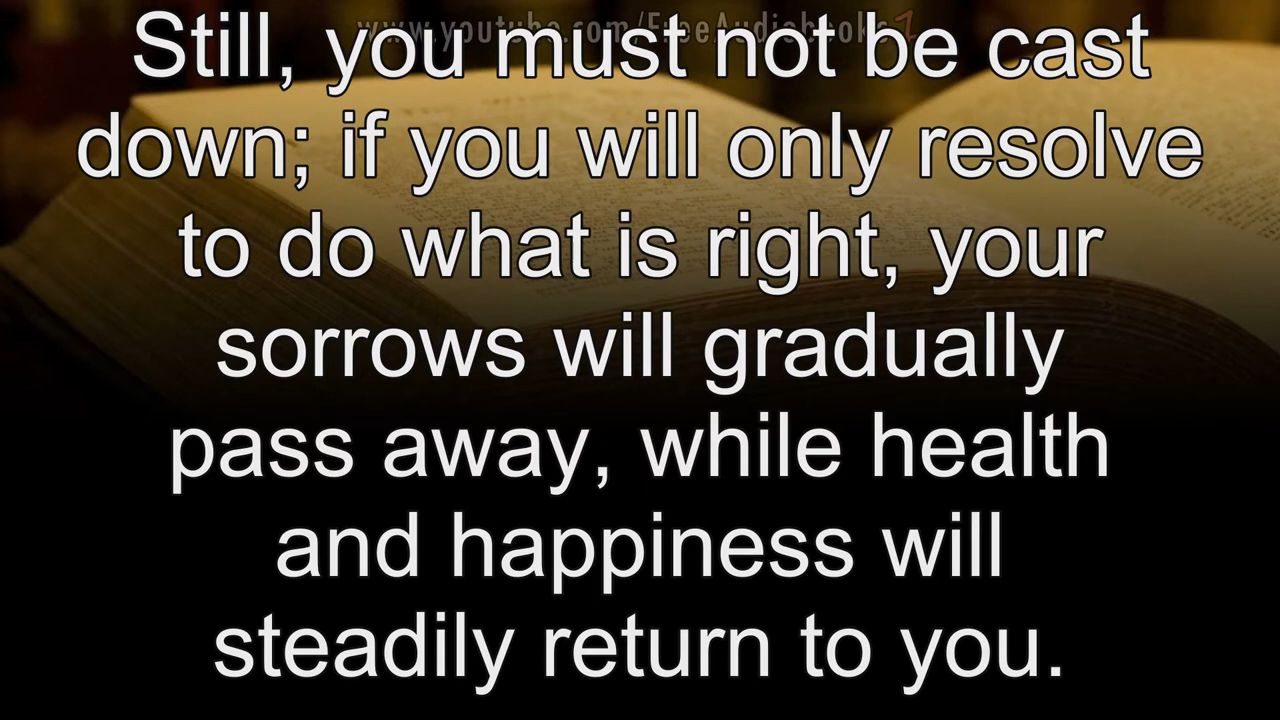 www.youtube.com/FreeAudiobooks
Still, you must not be cast
down; if you will only resolve
to do what is right, your
sorrows will gradually
pass away, while health
and happiness will
steadily return to you.